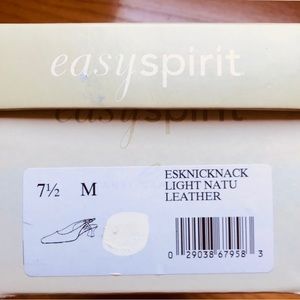 easyspirit
easyspirit
7½ M
ESKNICKNACK
LIGHT NATU
LEATHER
0 29038 67958 3